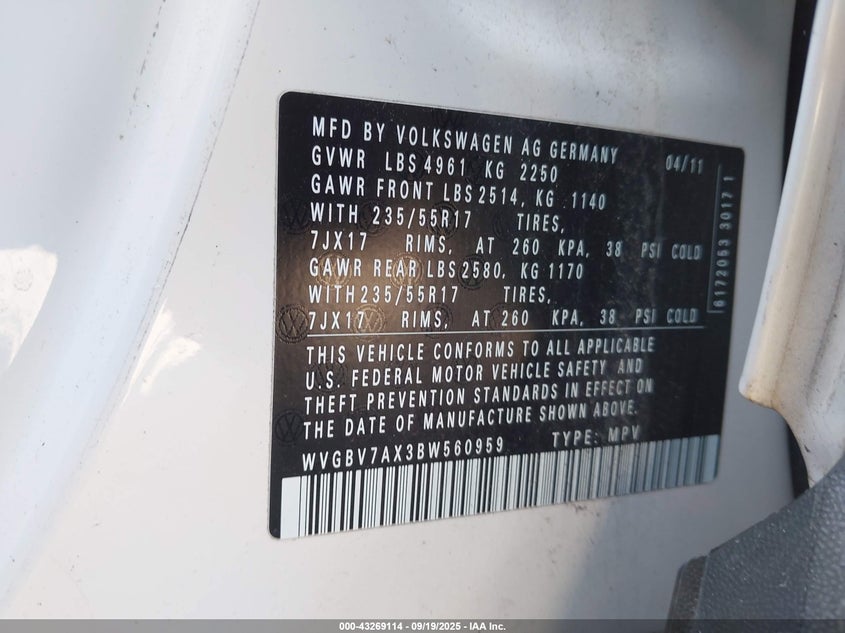 MFD BY VOLKSWAGEN AG GERMANY 04/11
GVWR LBS 4961 KG 2250
GAWR FRONT LBS 2514, KG 1140
WITH 235/55R17 TIRES,
7JX17 RIMS, AT 260 KPA, 38 PSI COLD
GAWR REAR LBS 2580, KG 1170
WITH 235/55R17 TIRES,
7JX17 RIMS, AT 260 KPA, 38 PSI COLD
THIS VEHICLE CONFORMS TO ALL APPLICABLE
U.S. FEDERAL MOTOR VEHICLE SAFETY AND
THEFT PREVENTION STANDARDS IN EFFECT ON
THE DATE OF MANUFACTURE SHOWN ABOVE.
WVGBV7AX3BW560959 TYPE: MPV
6172053 3017 1
000-43269114 - 09/19/2025 - IAA Inc.